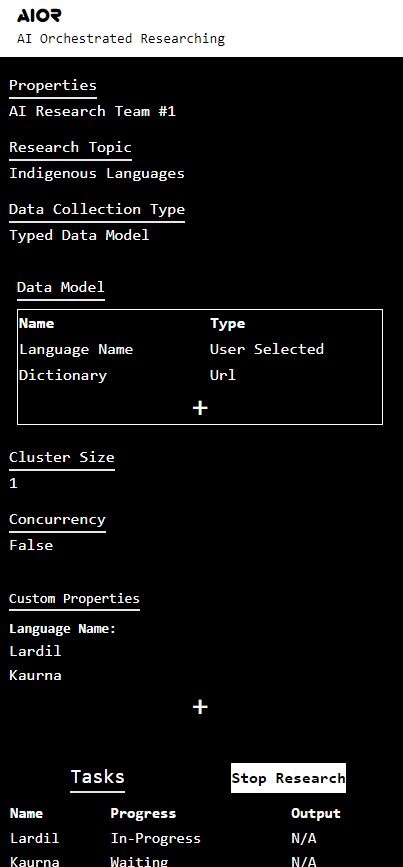 AIOR
AI Orchestrated Researching
Properties
AI Research Team #1
Research Topic
Indigenous Languages
Data Collection Type
Typed Data Model
Data Model
Name Type
Language Name User Selected
Dictionary Url
+
Cluster Size
1
Concurrency
False
Custom Properties
Language Name:
Lardil
Kaurna
+
Tasks Stop Research
Name Progress Output
Lardil In-Progress N/A
Kaurna Waiting N/A